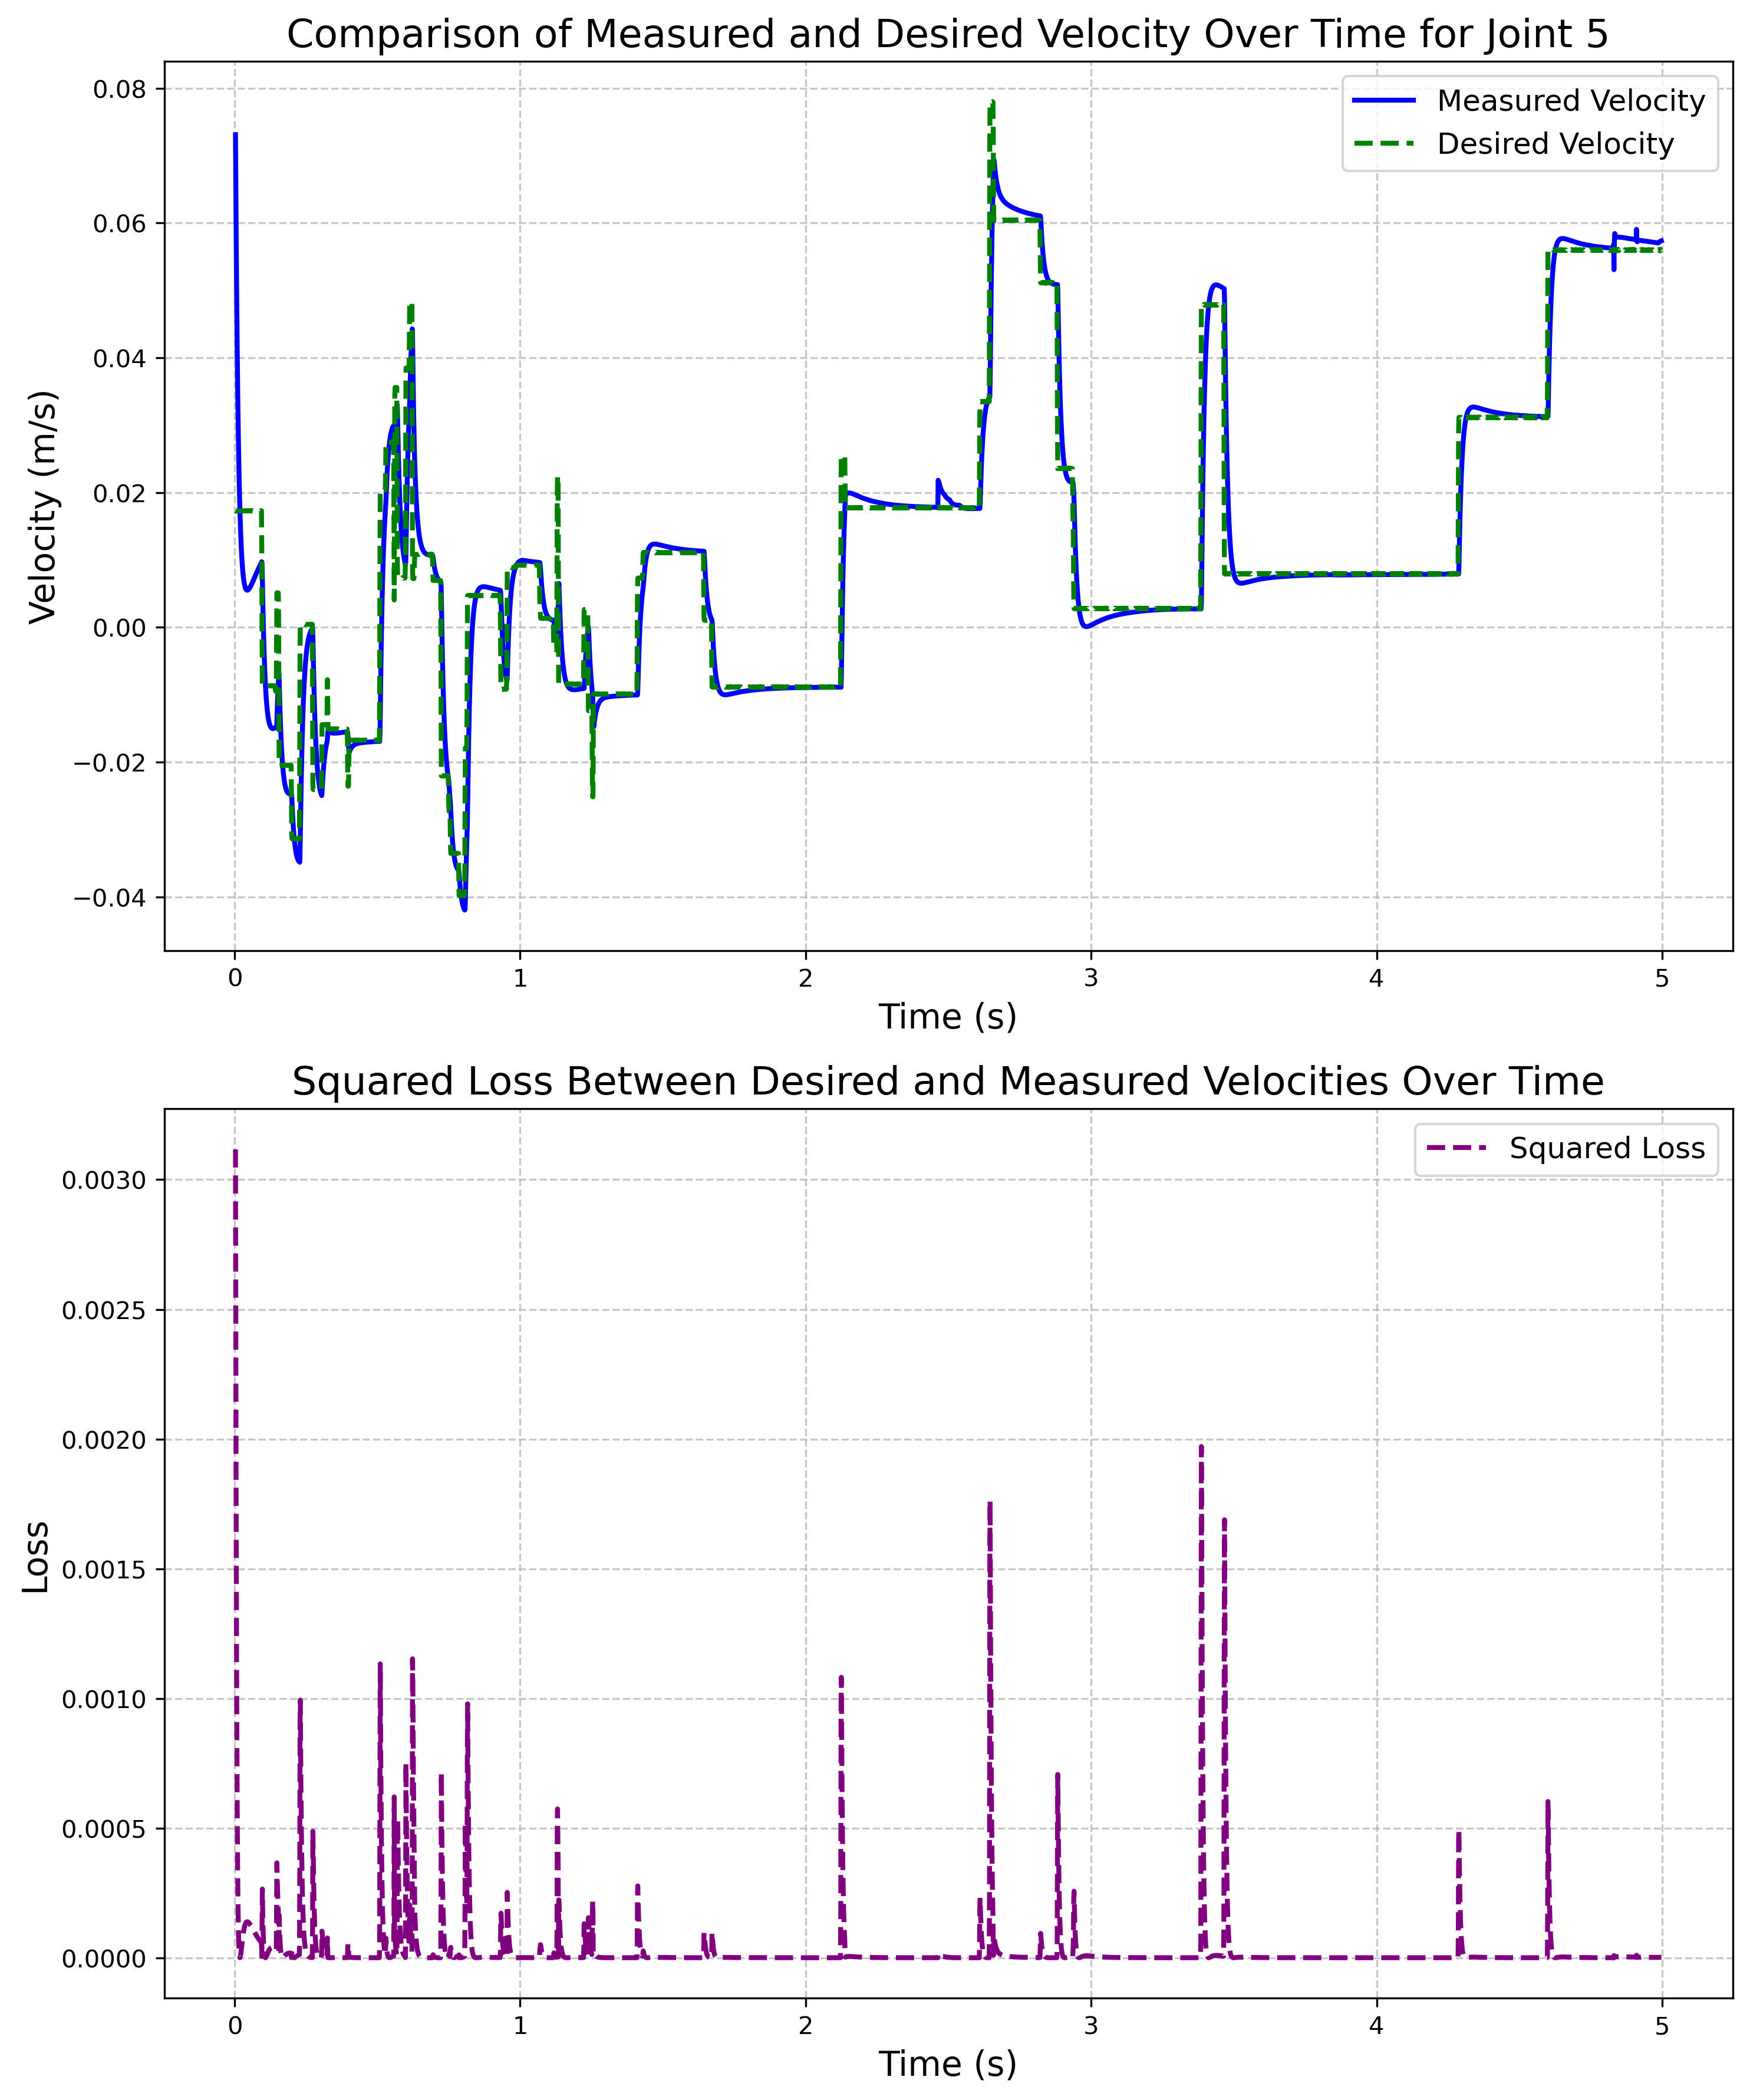 Comparison of Measured and Desired Velocity Over Time for Joint 5
Measured Velocity
Desired Velocity
0.08
0.06
0.04
0.02
0.00
−0.02
−0.04
Velocity (m/s)
0 1 2 3 4 5
Time (s)
Squared Loss Between Desired and Measured Velocities Over Time
Squared Loss
0.0030
0.0025
0.0020
0.0015
0.0010
0.0005
0.0000
Loss
0 1 2 3 4 5
Time (s)